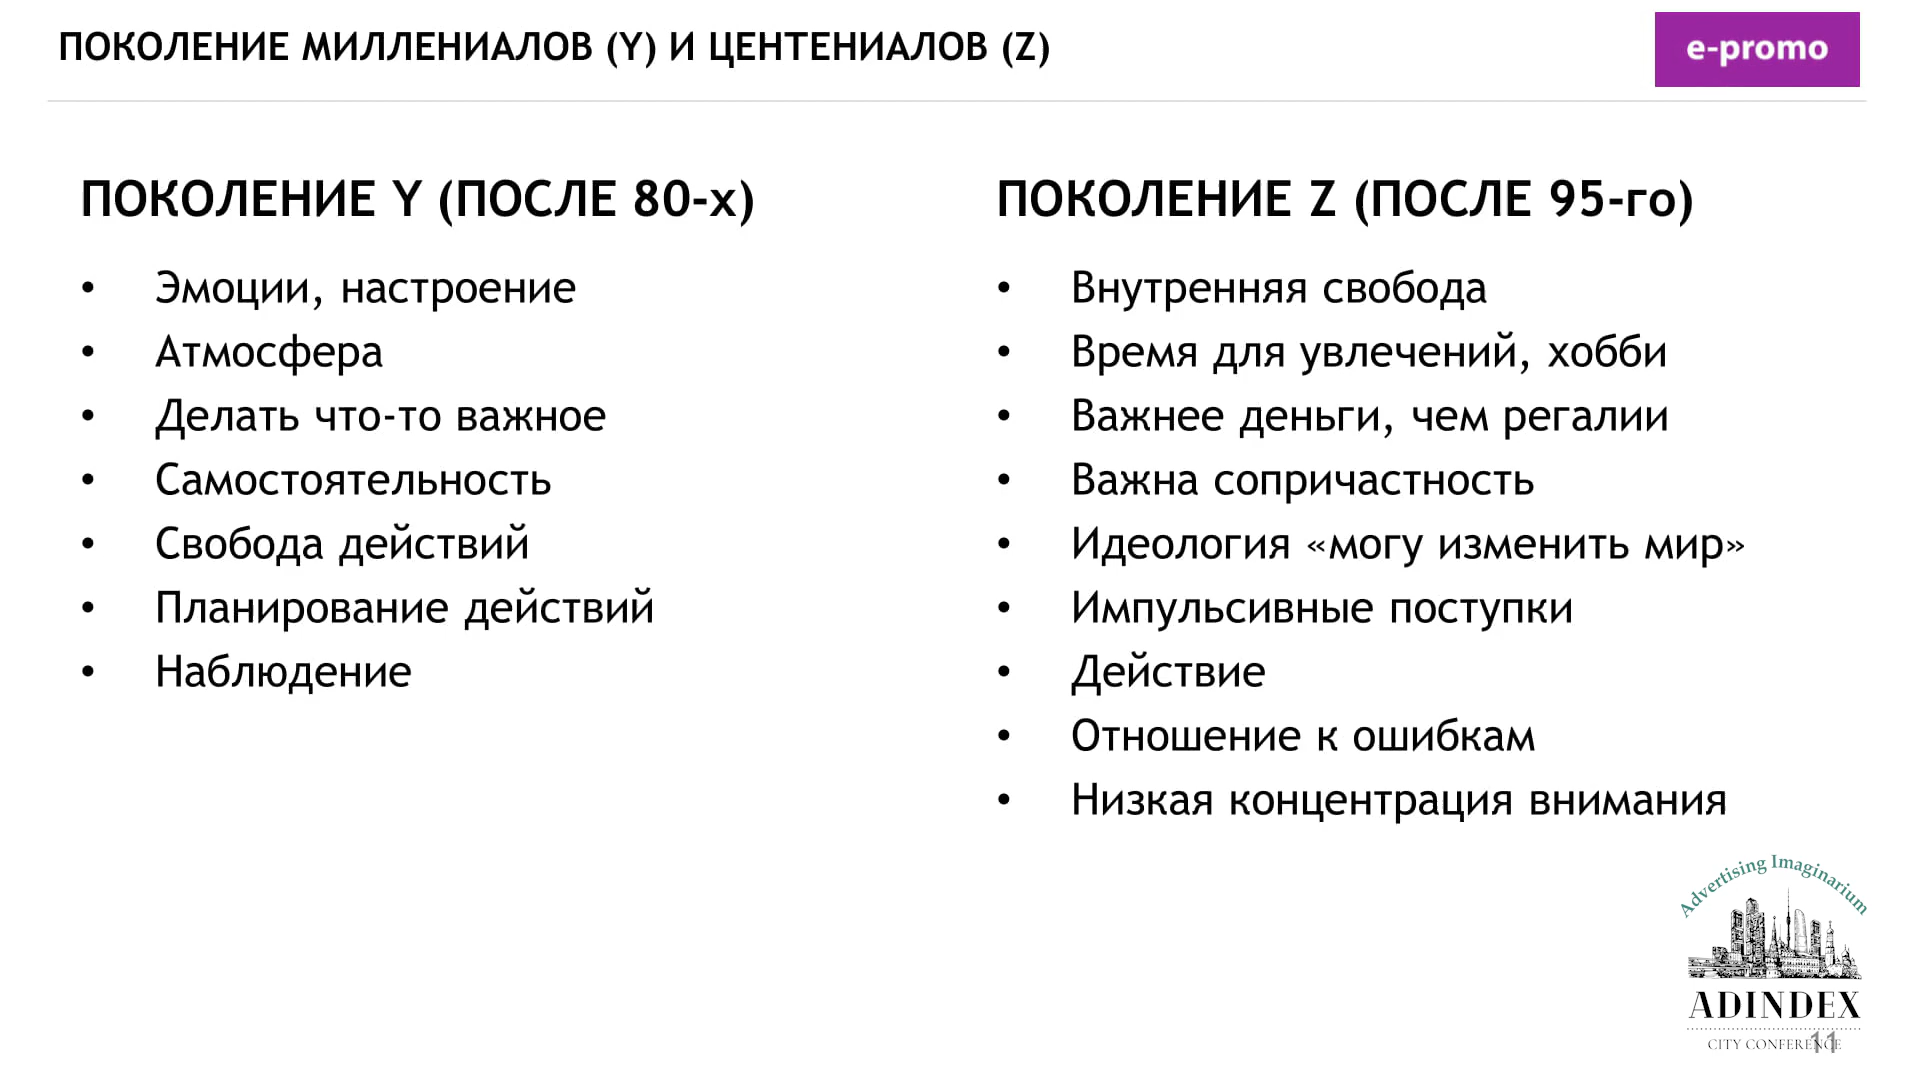 ПОКОЛЕНИЕ МИЛЛЕНИАЛОВ (Y) И ЦЕНТЕНИАЛОВ (Z)
e-promo
ПОКОЛЕНИЕ Y (ПОСЛЕ 80-х)
• Эмоции, настроение
• Атмосфера
• Делать что-то важное
• Самостоятельность
• Свобода действий
• Планирование действий
• Наблюдение
ПОКОЛЕНИЕ Z (ПОСЛЕ 95-го)
• Внутренняя свобода
• Время для увлечений, хобби
• Важнее деньги, чем регалии
• Важна сопричастность
• Идеология «могу изменить мир»
• Импульсивные поступки
• Действие
• Отношение к ошибкам
• Низкая концентрация внимания
Advertising Imaginarium
ADINDEX
CITY CONFERENCE
11